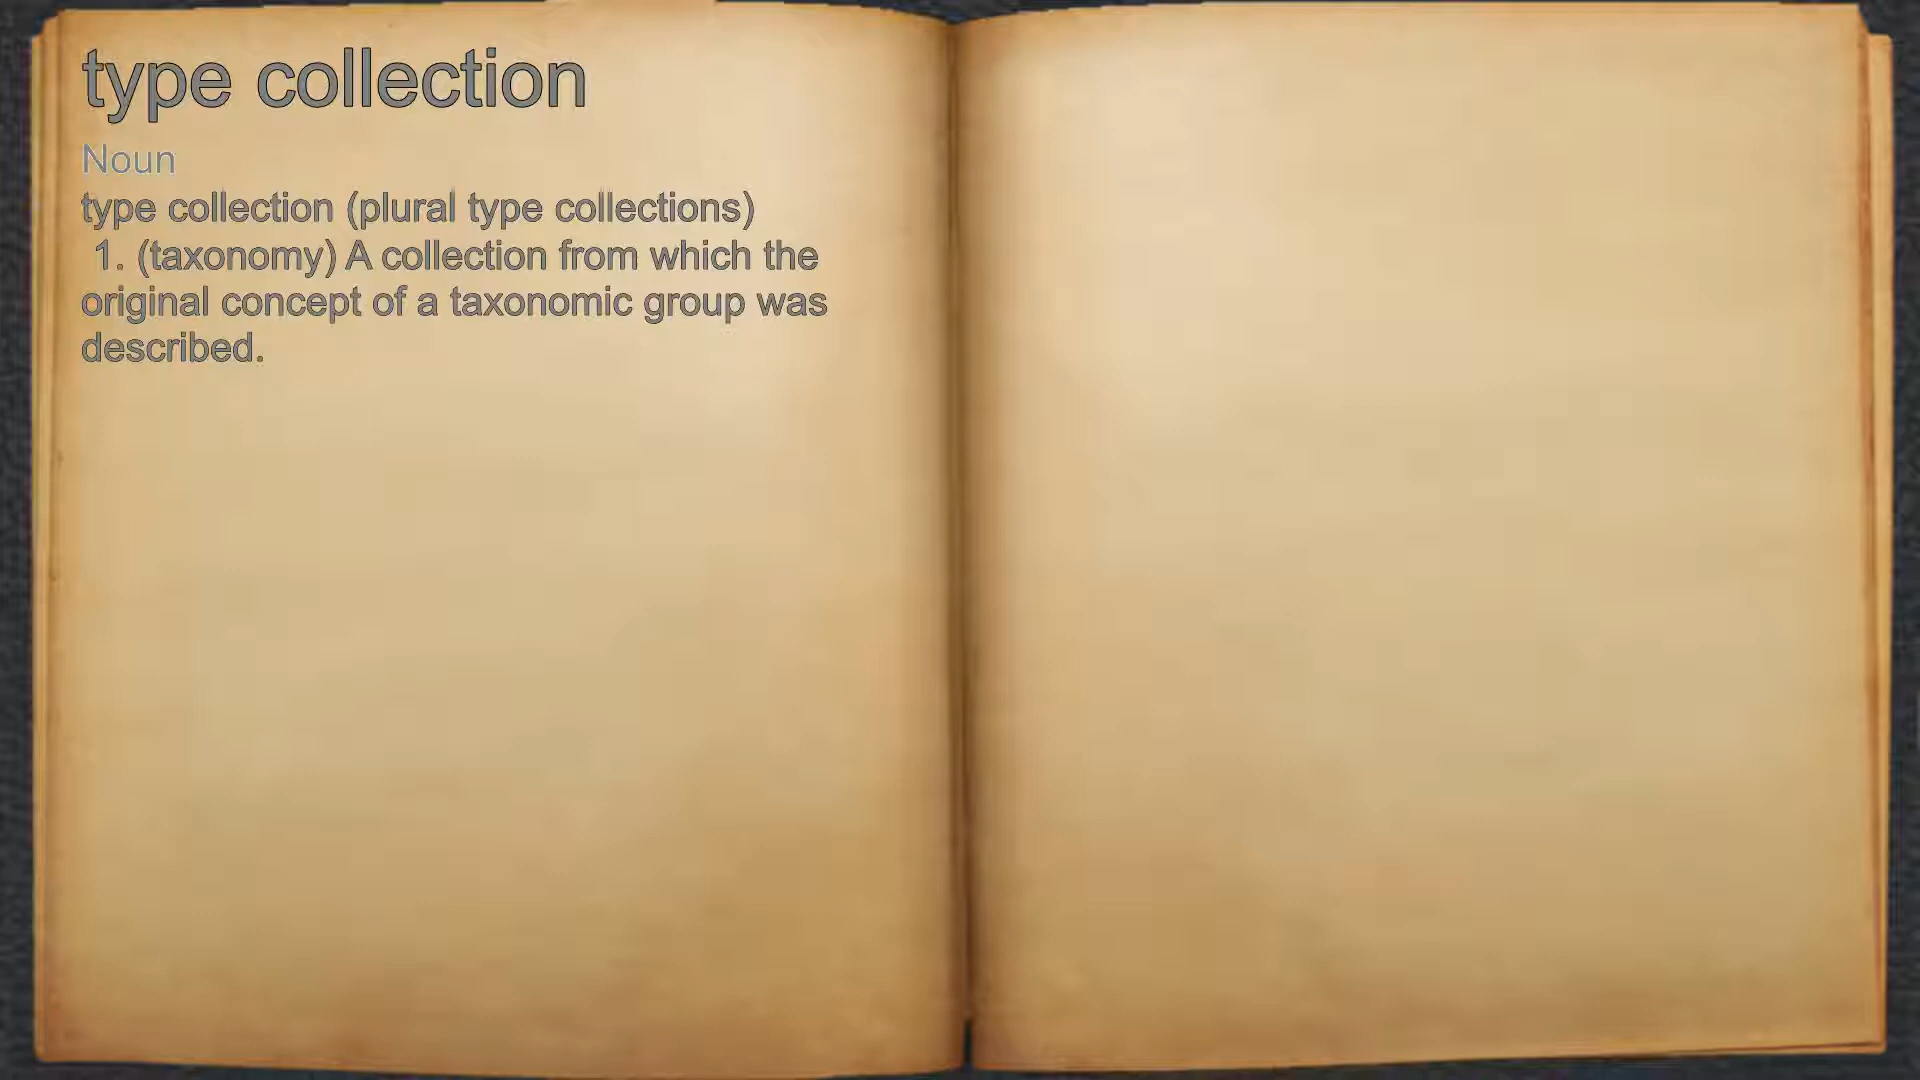 type collection
Noun
type collection (plural type collections)
1. (taxonomy) A collection from which the
original concept of a taxonomic group was
described.